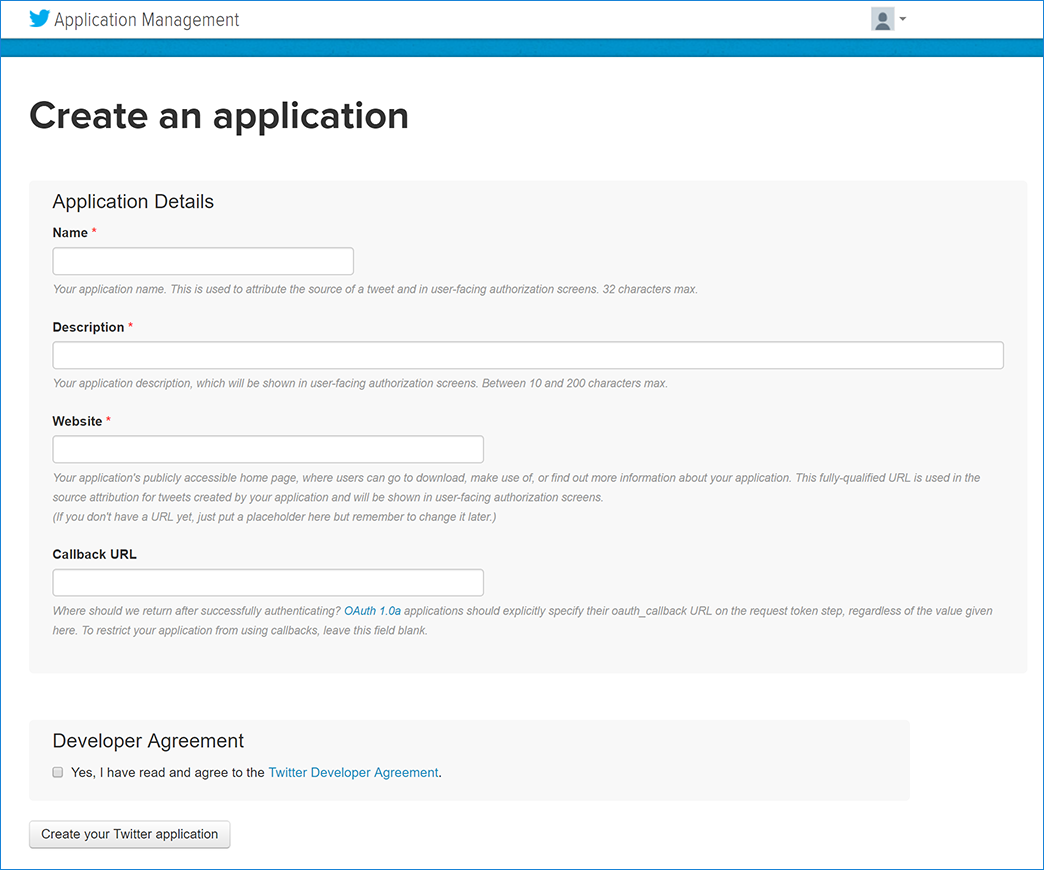 Application Management
Create an application
Application Details
Name *
Your application name. This is used to attribute the source of a tweet and in user-facing authorization screens. 32 characters max.
Description *
Your application description, which will be shown in user-facing authorization screens. Between 10 and 200 characters max.
Website *
Your application's publicly accessible home page, where users can go to download, make use of, or find out more information about your application. This fully-qualified URL is used in the
source attribution for tweets created by your application and will be shown in user-facing authorization screens.
(If you don't have a URL yet, just put a placeholder here but remember to change it later.)
Callback URL
Where should we return after successfully authenticating? OAuth 1.0a applications should explicitly specify their oauth_callback URL on the request token step, regardless of the value given
here. To restrict your application from using callbacks, leave this field blank.
Developer Agreement
Yes, I have read and agree to the Twitter Developer Agreement.
Create your Twitter application